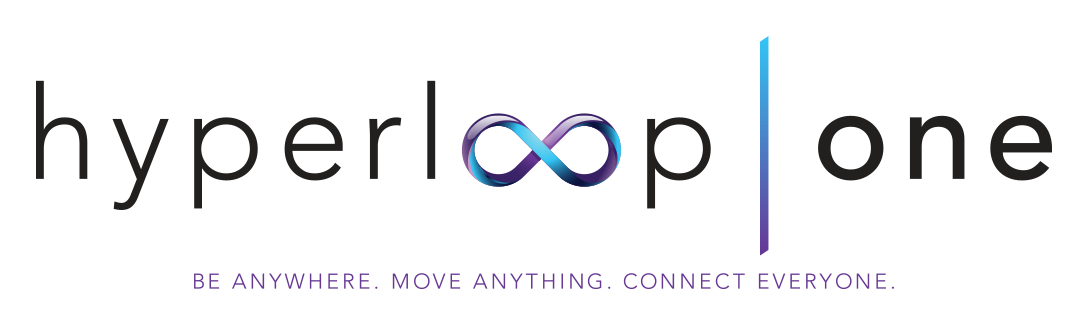 hyperloop | one
BE ANYWHERE. MOVE ANYTHING. CONNECT EVERYONE.